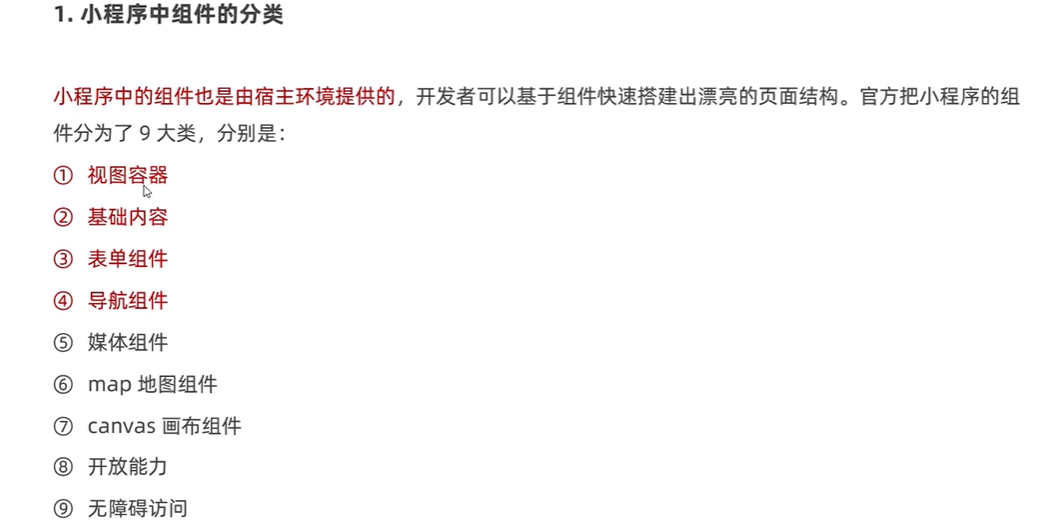 1. 小程序中组件的分类
小程序中的组件也是由宿主环境提供的，开发者可以基于组件快速搭建出漂亮的页面结构。官方把小程序的组
件分为了 9 大类，分别是：
① 视图容器
② 基础内容
③ 表单组件
④ 导航组件
⑤ 媒体组件
⑥ map 地图组件
⑦ canvas 画布组件
⑧ 开放能力
⑨ 无障碍访问